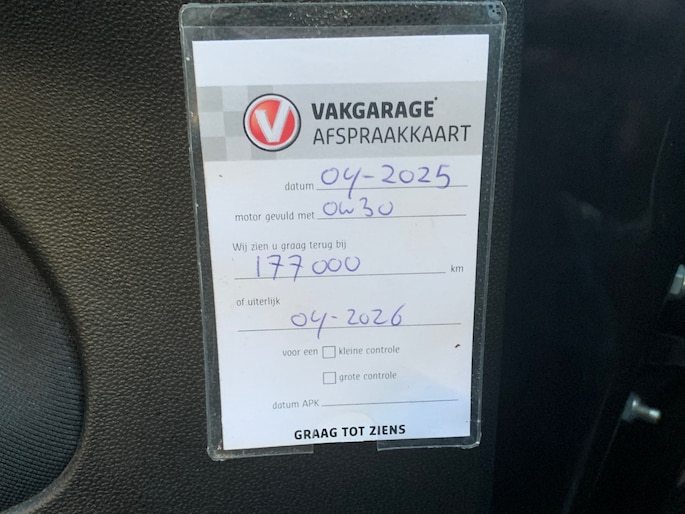 V VAKGARAGE*
AFSPRAAKKAART
datum 04-2025
motor gevuld met 0W30
Wij zien u graag terug bij
177000 km
of uiterlijk
04-2026
voor een kleine controle
grote controle
datum APK
GRAAG TOT ZIENS